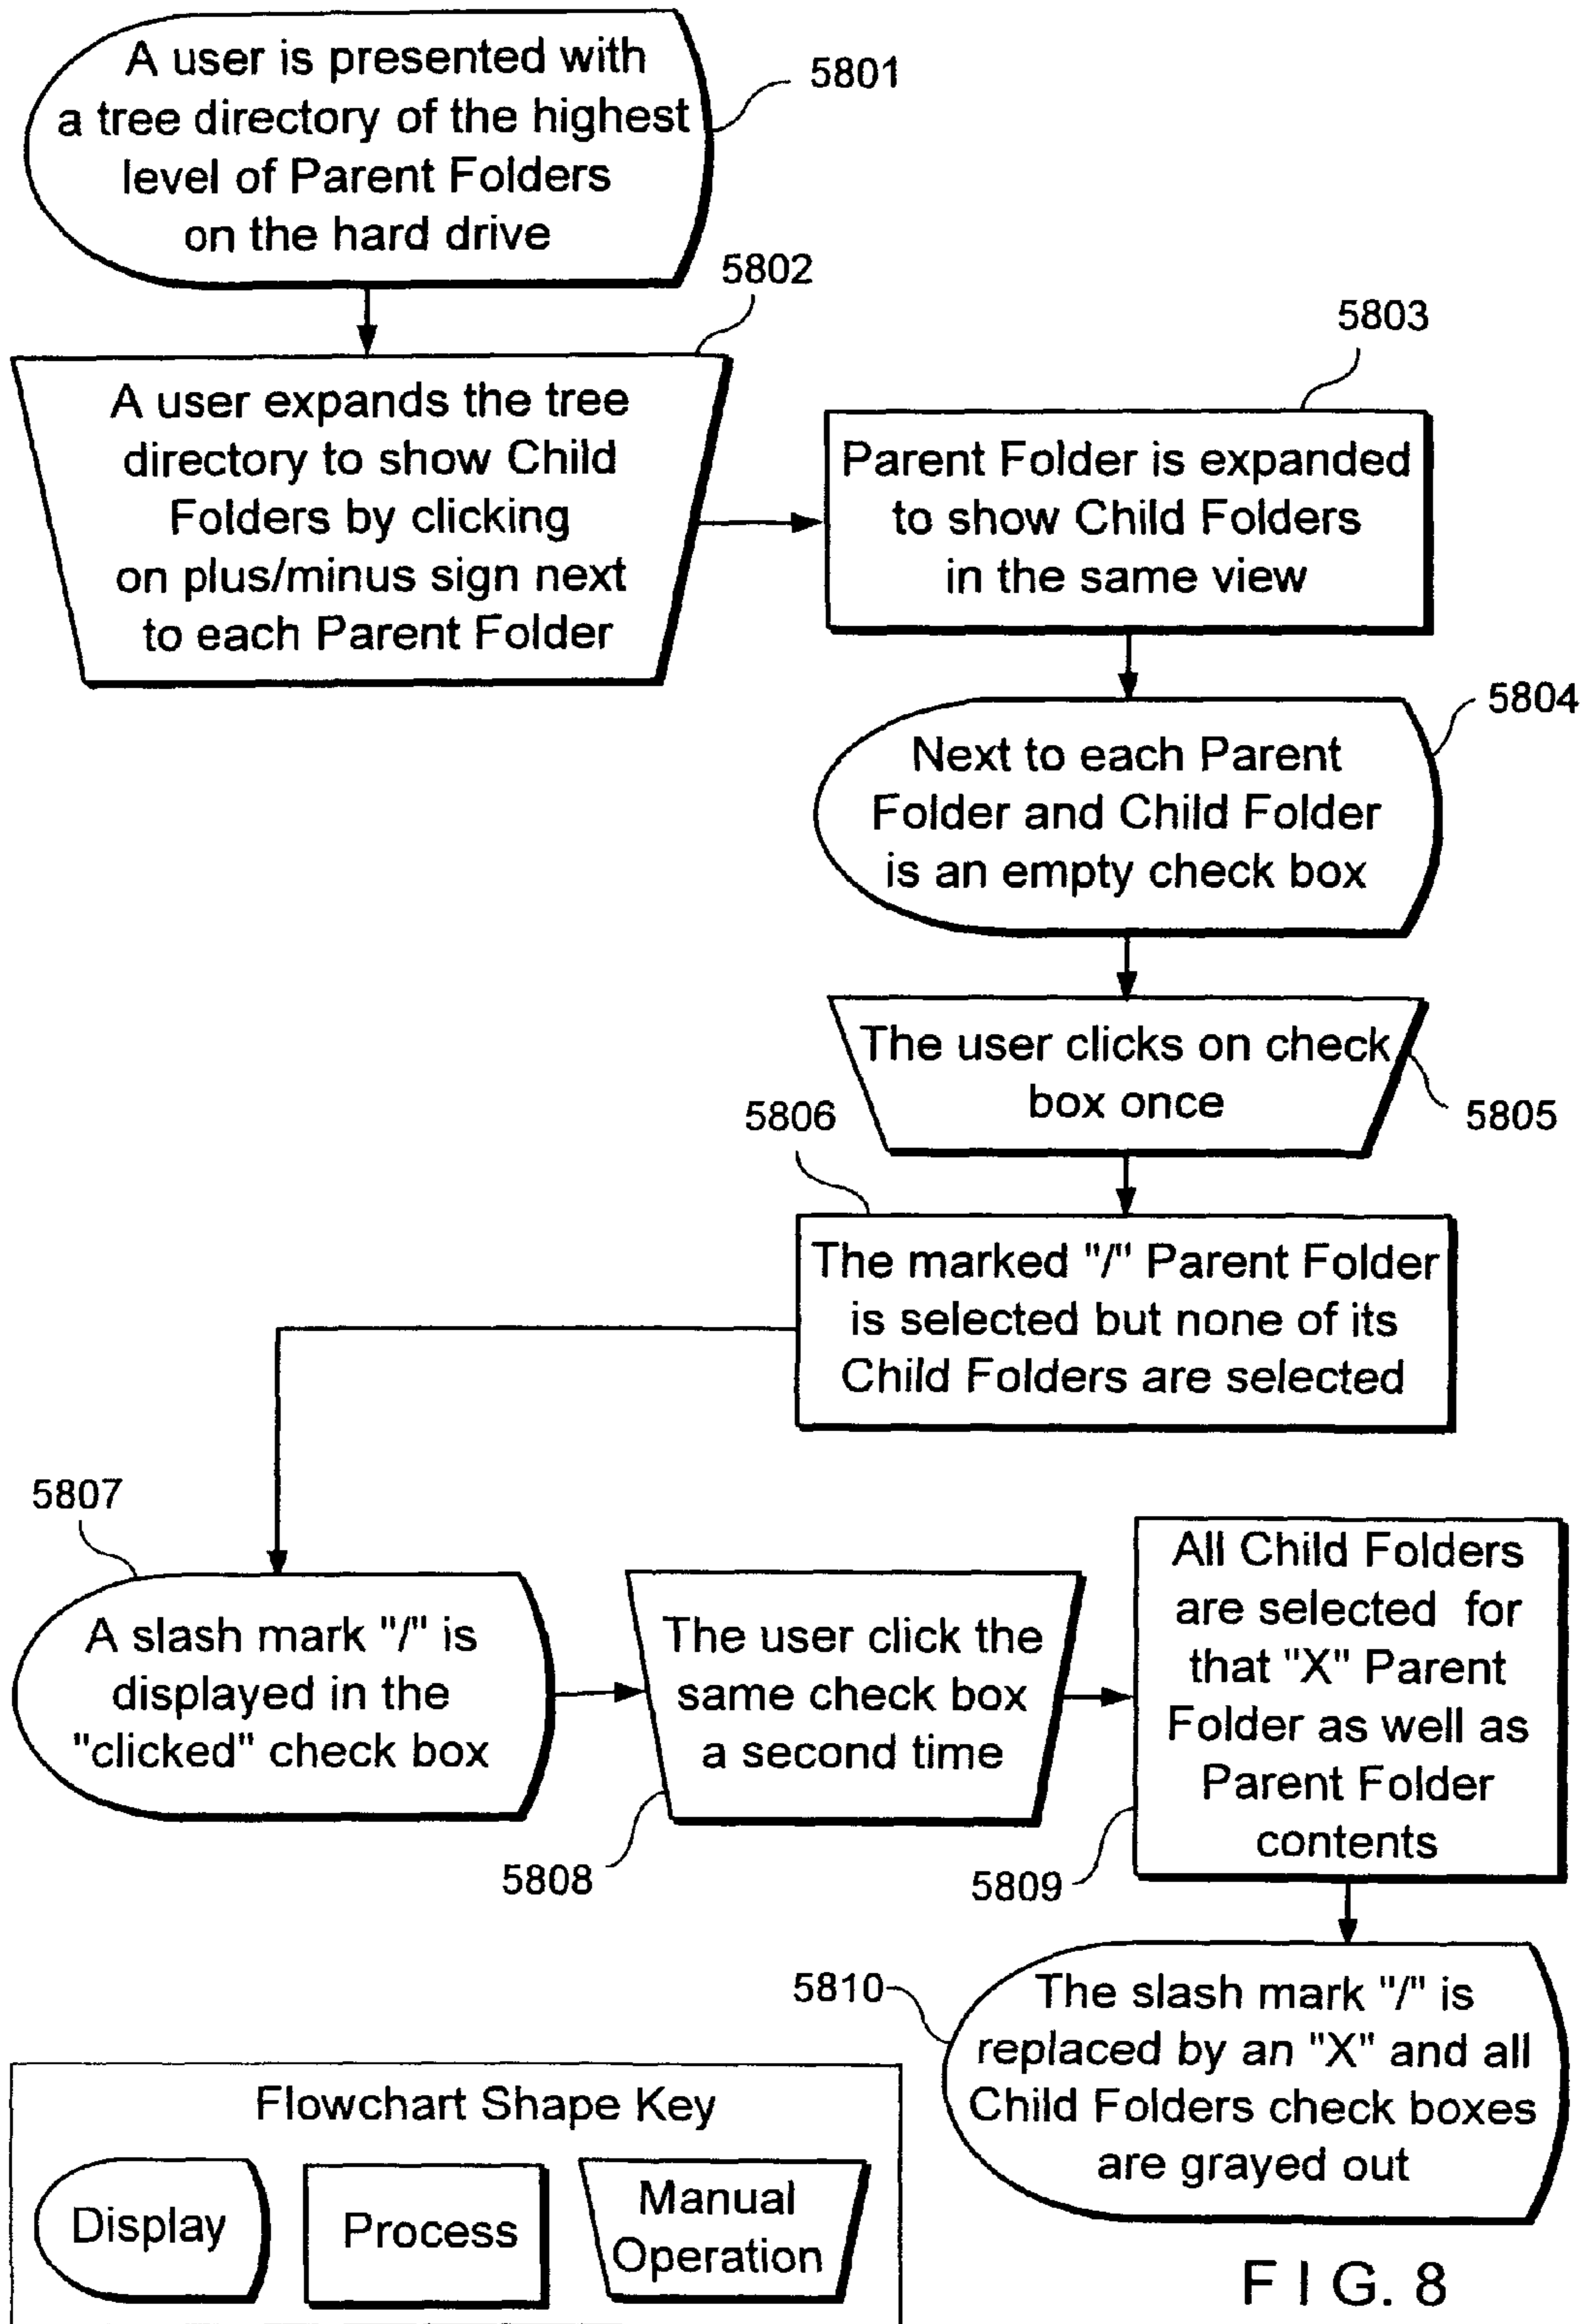 A user is presented with
a tree directory of the highest
level of Parent Folders
on the hard drive
5801
5802
A user expands the tree
directory to show Child
Folders by clicking
on plus/minus sign next
to each Parent Folder
5803
Parent Folder is expanded
to show Child Folders
in the same view
5804
Next to each Parent
Folder and Child Folder
is an empty check box
The user clicks on check
box once
5805
5806
The marked "/" Parent Folder
is selected but none of its
Child Folders are selected
5807
A slash mark "/" is
displayed in the
"clicked" check box
The user click the
same check box
a second time
5808
All Child Folders
are selected for
that "X" Parent
Folder as well as
Parent Folder
contents
5809
5810
The slash mark "/" is
replaced by an "X" and all
Child Folders check boxes
are grayed out
Flowchart Shape Key
Display
Process
Manual
Operation
FIG. 8